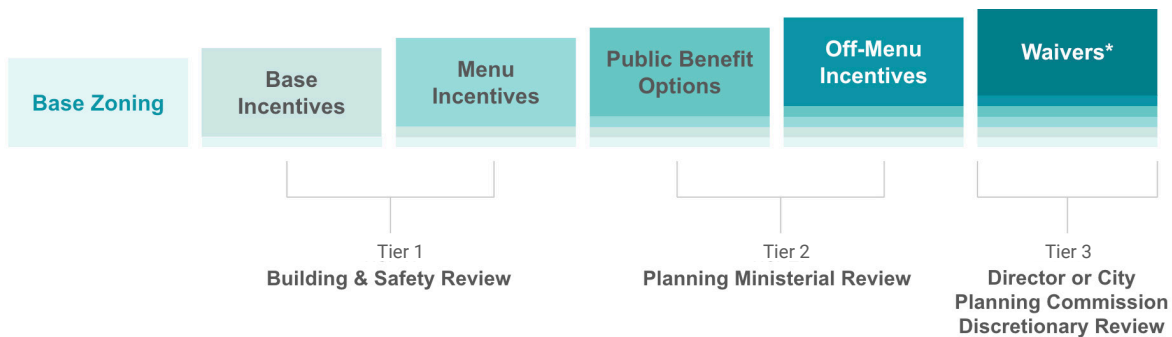 Base Zoning
Base
Incentives
Menu
Incentives
Public Benefit
Options
Off-Menu
Incentives
Waivers*
Tier 1
Building & Safety Review
Tier 2
Planning Ministerial Review
Tier 3
Director or City
Planning Commission
Discretionary Review